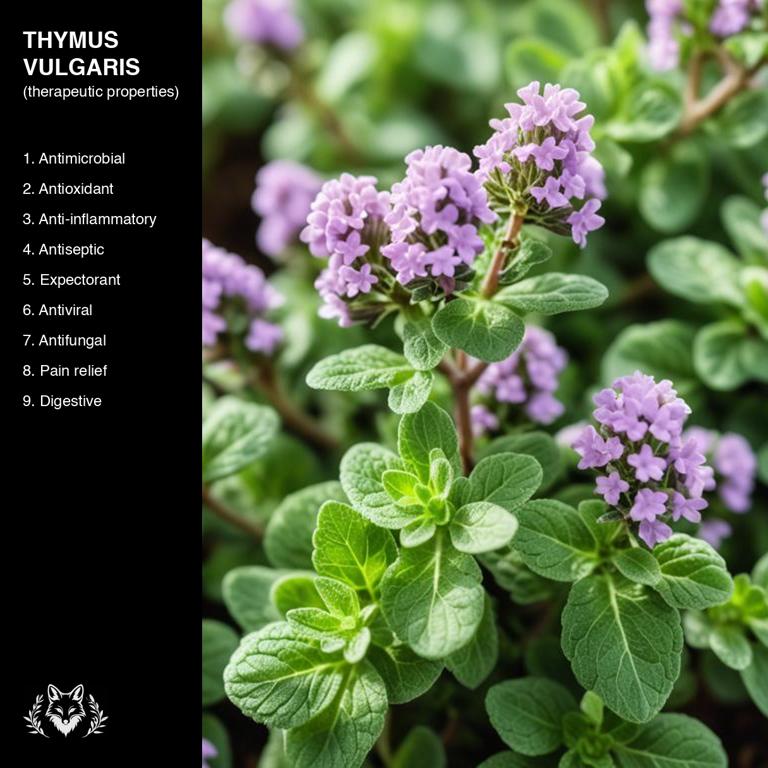 THYMUS
VULGARIS
(therapeutic properties)
1. Antimicrobial
2. Antioxidant
3. Anti-inflammatory
4. Antiseptic
5. Expectorant
6. Antiviral
7. Antifungal
8. Pain relief
9. Digestive